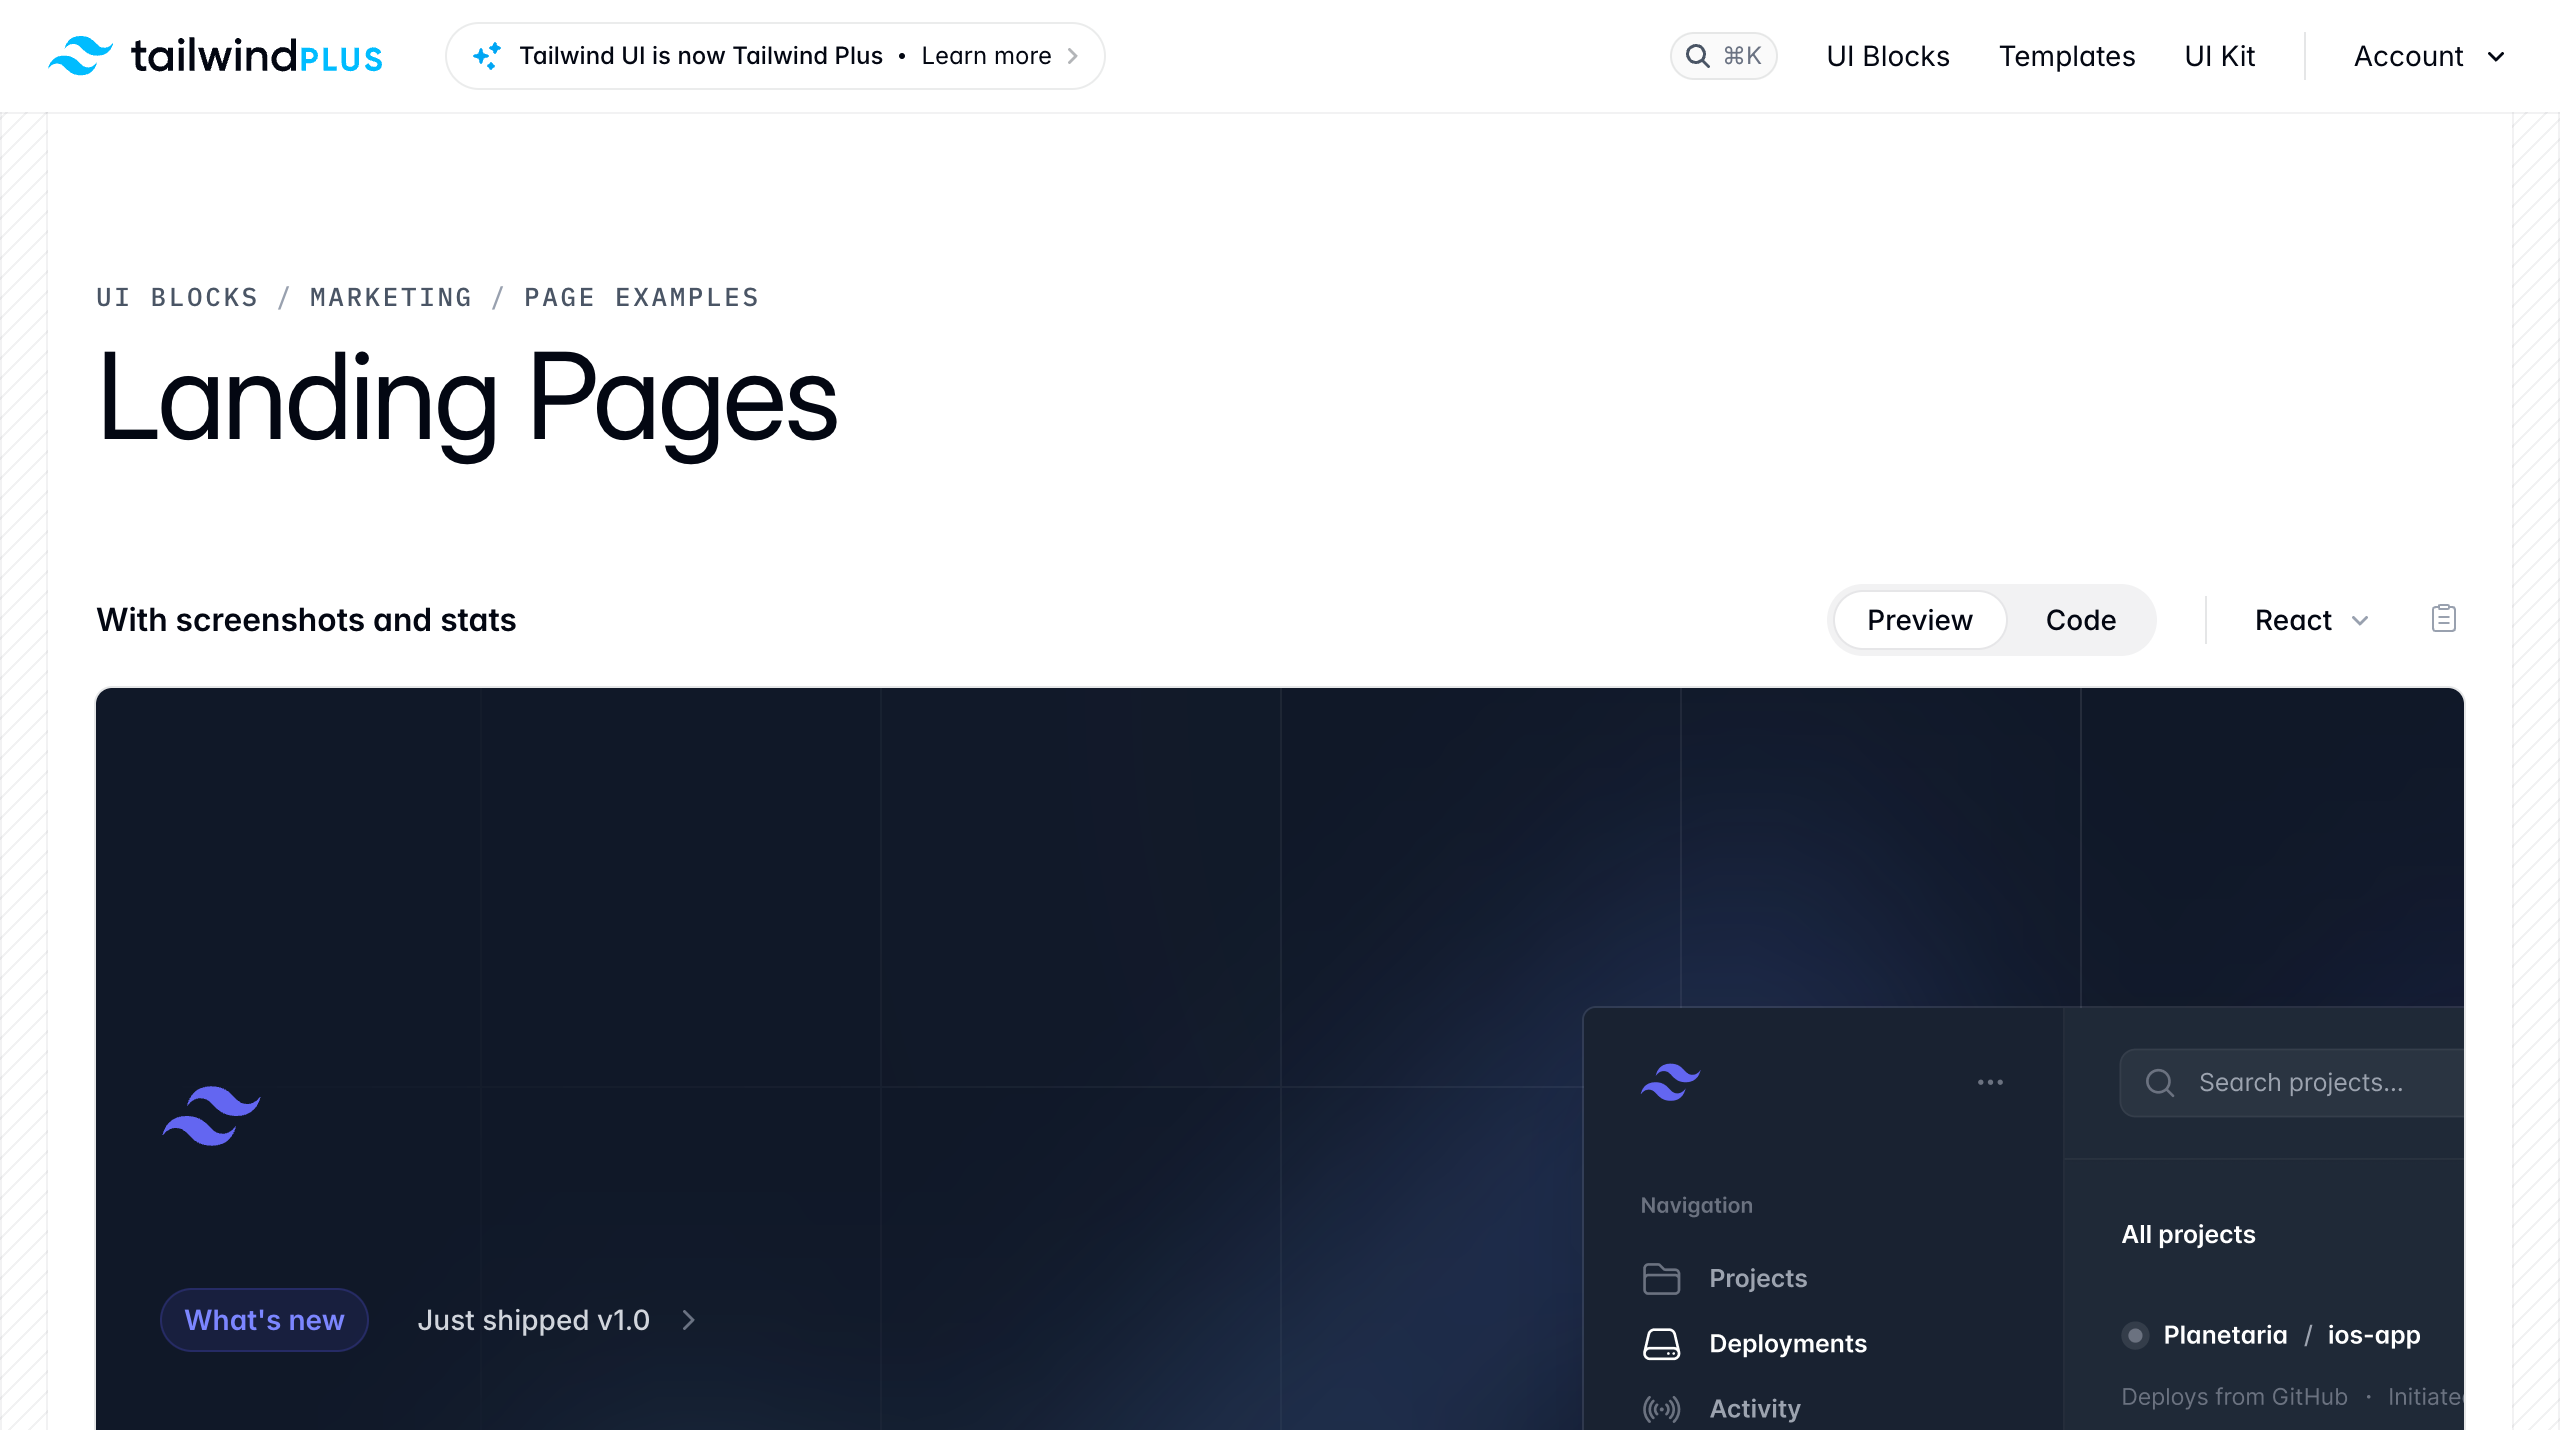 tailwindPLUS
Tailwind UI is now Tailwind Plus • Learn more
⌘K
UI Blocks
Templates
UI Kit
Account
UI BLOCKS / MARKETING / PAGE EXAMPLES
Landing Pages
With screenshots and stats
Preview
Code
React
Search projects...
Navigation
All projects
Projects
What's new
Just shipped v1.0
Planetaria / ios-app
Deployments
Deploys from GitHub · Initiated
Activity